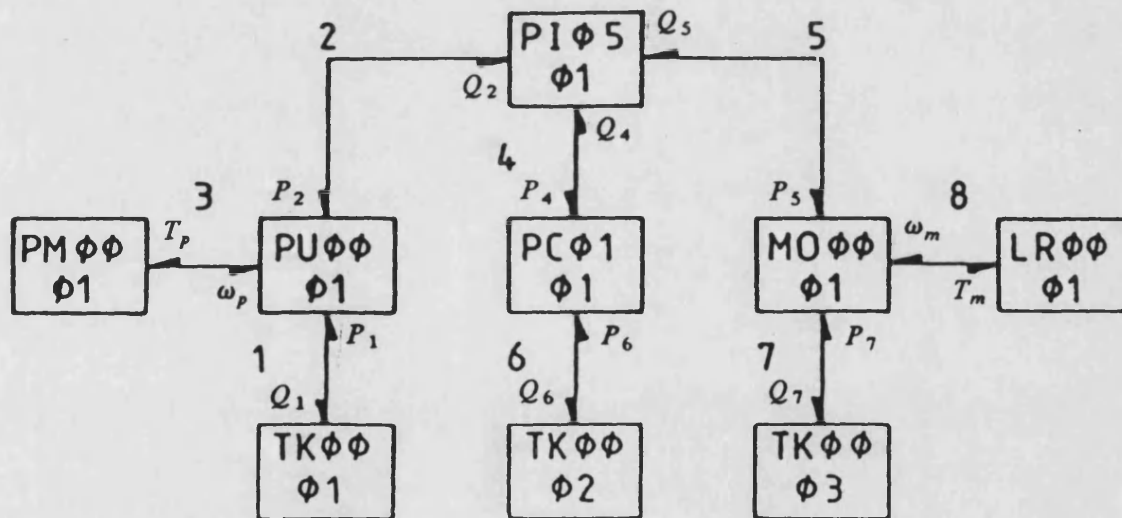 2
PIΦ5
Φ1
Q₅
5
Q₂
Q₄
4
3
P₂
P₄
P₅
8
PMΦΦ
Φ1
Tₚ
ωₚ
PUΦΦ
Φ1
PCΦ1
Φ1
MOΦΦ
Φ1
ωₘ
Tₘ
LRΦΦ
Φ1
1
P₁
6
P₆
7
P₇
Q₁
Q₆
Q₇
TKΦΦ
Φ1
TKΦΦ
Φ2
TKΦΦ
Φ3